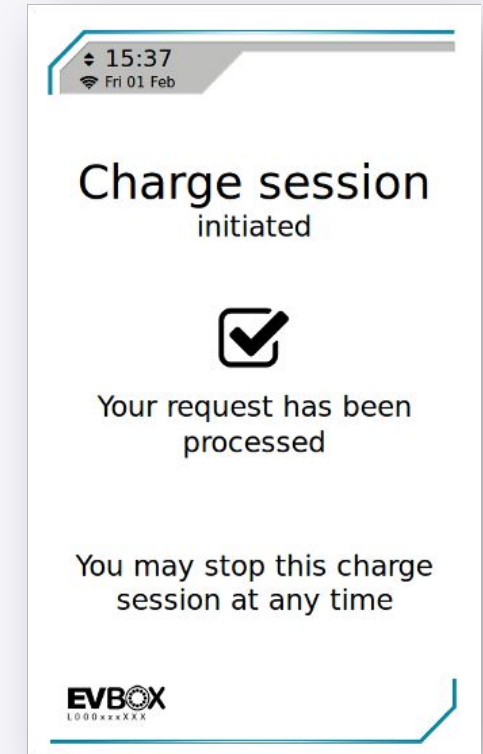 15:37
Fri 01 Feb
Charge session
initiated
Your request has been
processed
You may stop this charge
session at any time
EVBOX
L000xxxXXX